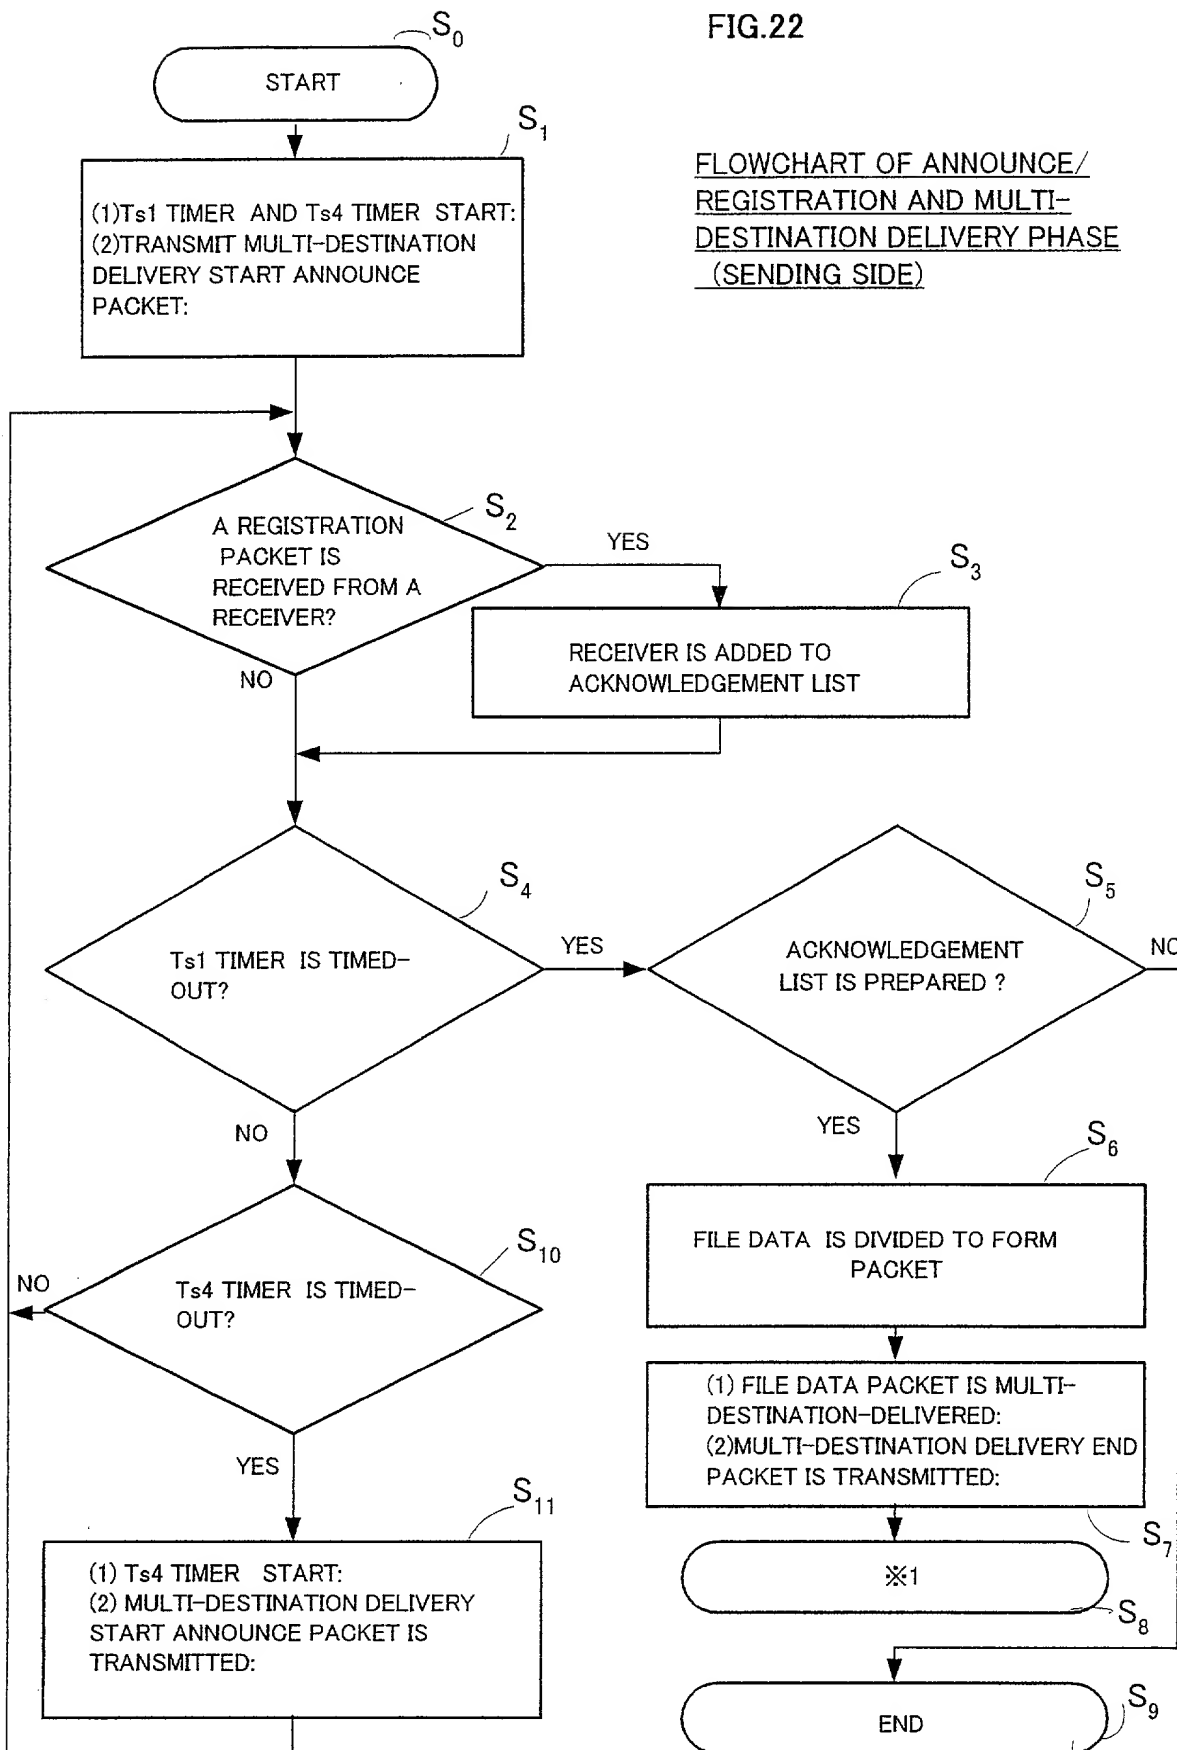 FIG.22
S0
START
S1
FLOWCHART OF ANNOUNCE/
REGISTRATION AND MULTI-
DESTINATION DELIVERY PHASE
(SENDING SIDE)
(1)Ts1 TIMER AND Ts4 TIMER START:
(2)TRANSMIT MULTI-DESTINATION
DELIVERY START ANNOUNCE
PACKET:
S2
A REGISTRATION
PACKET IS
RECEIVED FROM A
RECEIVER?
YES
NO
S3
RECEIVER IS ADDED TO
ACKNOWLEDGEMENT LIST
S4
Ts1 TIMER IS TIMED-
OUT?
YES
NO
S5
ACKNOWLEDGEMENT
LIST IS PREPARED ?
NO
YES
S6
FILE DATA IS DIVIDED TO FORM
PACKET
S10
Ts4 TIMER IS TIMED-
OUT?
NO
YES
(1) FILE DATA PACKET IS MULTI-
DESTINATION-DELIVERED:
(2)MULTI-DESTINATION DELIVERY END
PACKET IS TRANSMITTED:
S7
S11
(1) Ts4 TIMER START:
(2) MULTI-DESTINATION DELIVERY
START ANNOUNCE PACKET IS
TRANSMITTED:
※1
S8
S9
END